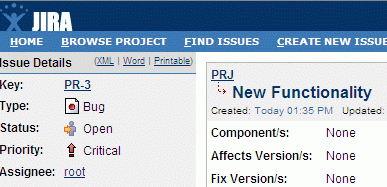 JIRA
HOME BROWSE PROJECT FIND ISSUES CREATE NEW ISSUE
Issue Details (XML | Word | Printable)
Key: PR-3
Type: Bug
Status: Open
Priority: Critical
Assignee: root
PRJ
New Functionality
Created: Today 01:35 PM Updated:
Component/s: None
Affects Version/s: None
Fix Version/s: None